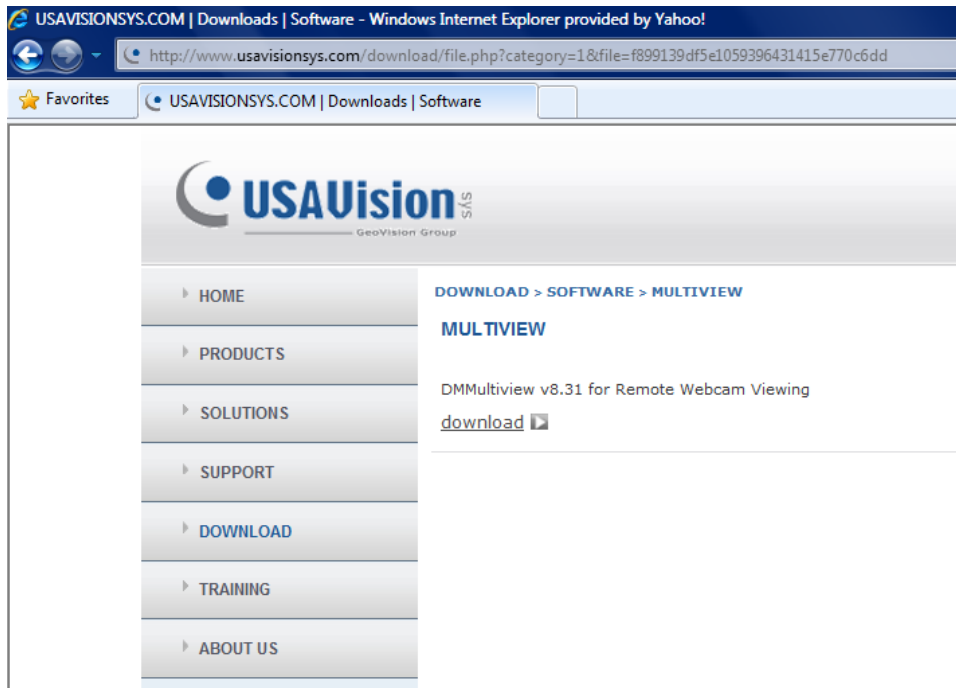 USAVISIONSYS.COM | Downloads | Software - Windows Internet Explorer provided by Yahoo!
http://www.usavisionsys.com/download/file.php?category=1&file=f899139df5e1059396431415e770c6dd
Favorites
USAVISIONSYS.COM | Downloads | Software
USAVision sys
GeoVision Group
HOME
PRODUCTS
SOLUTIONS
SUPPORT
DOWNLOAD
TRAINING
ABOUT US
DOWNLOAD > SOFTWARE > MULTIVIEW
MULTIVIEW
DMMultiview v8.31 for Remote Webcam Viewing
download